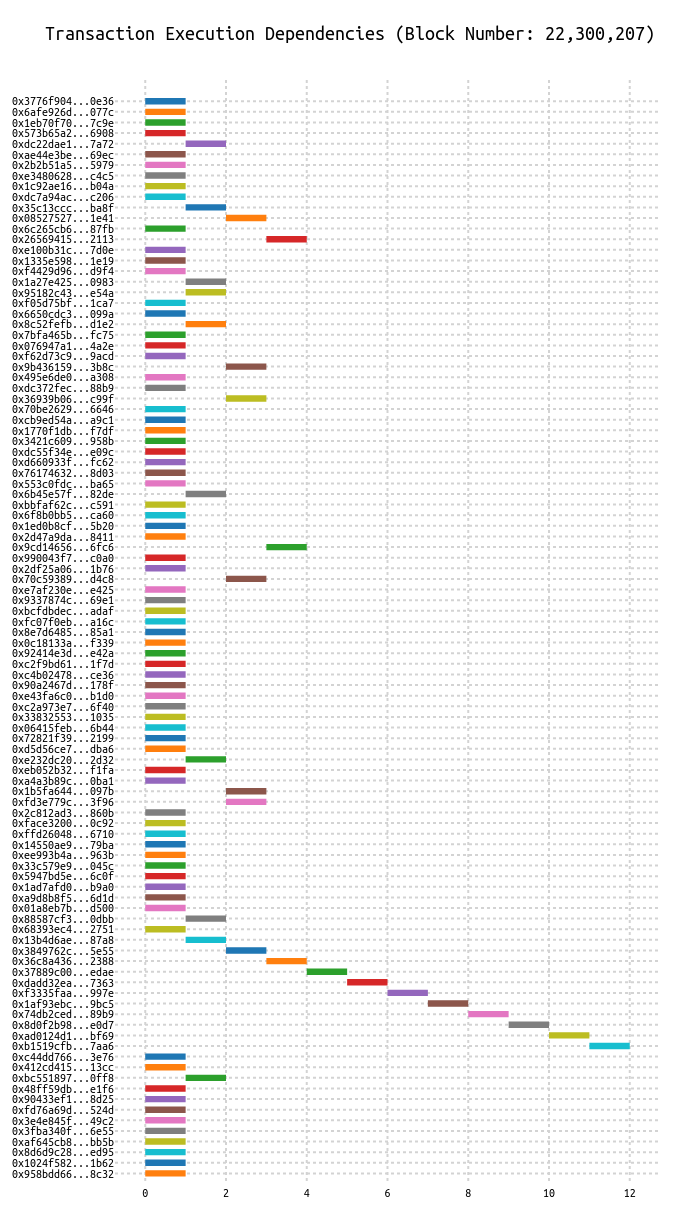 Transaction Execution Dependencies (Block Number: 22,300,207)
0x3776f904...0e36
0x6afe926d...077c
0x1eb70f70...7c9e
0x573b65a2...6908
0xdc22dae1...7a72
0xae44e3be...69ec
0x2b2b51a5...5979
0xe3480628...c4c5
0x1c92ae16...b04a
0xdc7a94ac...c206
0x35c13ccc...ba8f
0x08527527...1e41
0x6c265cb6...87fb
0x26569415...2113
0xe100b31c...7d0e
0x1335e598...1e19
0xf4429d96...d9f4
0x1a27e425...0983
0x95182c43...e54a
0xf05d75bf...1ca7
0x6650cdc3...099a
0x8c52fefb...d1e2
0x7bfa465b...fc75
0x076947a1...4a2e
0xf62d73c9...9acd
0x9b436159...3b8c
0x495e6de0...a308
0xdc372fec...88b9
0x36939b06...c99f
0x70be2629...6646
0xcb9ed54a...a9c1
0x1770f1db...f7df
0x3421c609...958b
0xdc55f34e...e09c
0xd660933f...fc62
0x76174632...8d03
0x553c0fdc...ba65
0x6b45e57f...82de
0xbbfaf62c...c591
0x6f8b0bb5...ca60
0x1ed0b8cf...5b20
0x2d47a9da...8411
0x9cd14656...6fc6
0x990043f7...c0a0
0x2df25a06...1b76
0x70c59389...d4c8
0xe7af230e...e425
0x9337874c...69e1
0xbcfdbdec...adaf
0xfc07f0eb...a16c
0x8e7d6485...85a1
0x0c18133a...f339
0x92414e3d...e42a
0xc2f9bd61...1f7d
0xc4b02478...ce36
0x90a2467d...178f
0xe43fa6c0...b1d0
0xc2a973e7...6f40
0x33832553...1035
0x06415feb...6b44
0x72821f39...2199
0xd5d56ce7...dba6
0xe232dc20...2d32
0xeb052b32...f1fa
0xa4a3b89c...0ba1
0x1b5fa644...097b
0xfd3e779c...3f96
0x2c812ad3...860b
0xface3200...0c92
0xffd26048...6710
0x14550ae9...79ba
0xee993b4a...963b
0x33c579e9...045c
0x5947bd5e...6c0f
0x1ad7afd0...b9a0
0xa9d8b8f5...6d1d
0x01a8eb7b...d500
0x88587cf3...0dbb
0x68393ec4...2751
0x13b4d6ae...87a8
0x3849762c...5e55
0x36c8a436...2388
0x37889c00...edae
0xdadd32ea...7363
0xf3335faa...997e
0x1af93ebc...9bc5
0x74db2ced...89b9
0x8d0f2b98...e0d7
0xad0124d1...bf69
0xb1519cfb...7aa6
0xc44dd766...3e76
0x412cd415...13cc
0xbc551897...0ff8
0x48ff59db...e1f6
0x90433ef1...8d25
0xfd76a69d...524d
0x3e4e845f...49c2
0x3fba340f...6e55
0xaf645cb8...bb5b
0x8d6d9c28...ed95
0x1024f582...1b62
0x958bdd66...8c32
0 2 4 6 8 10 12